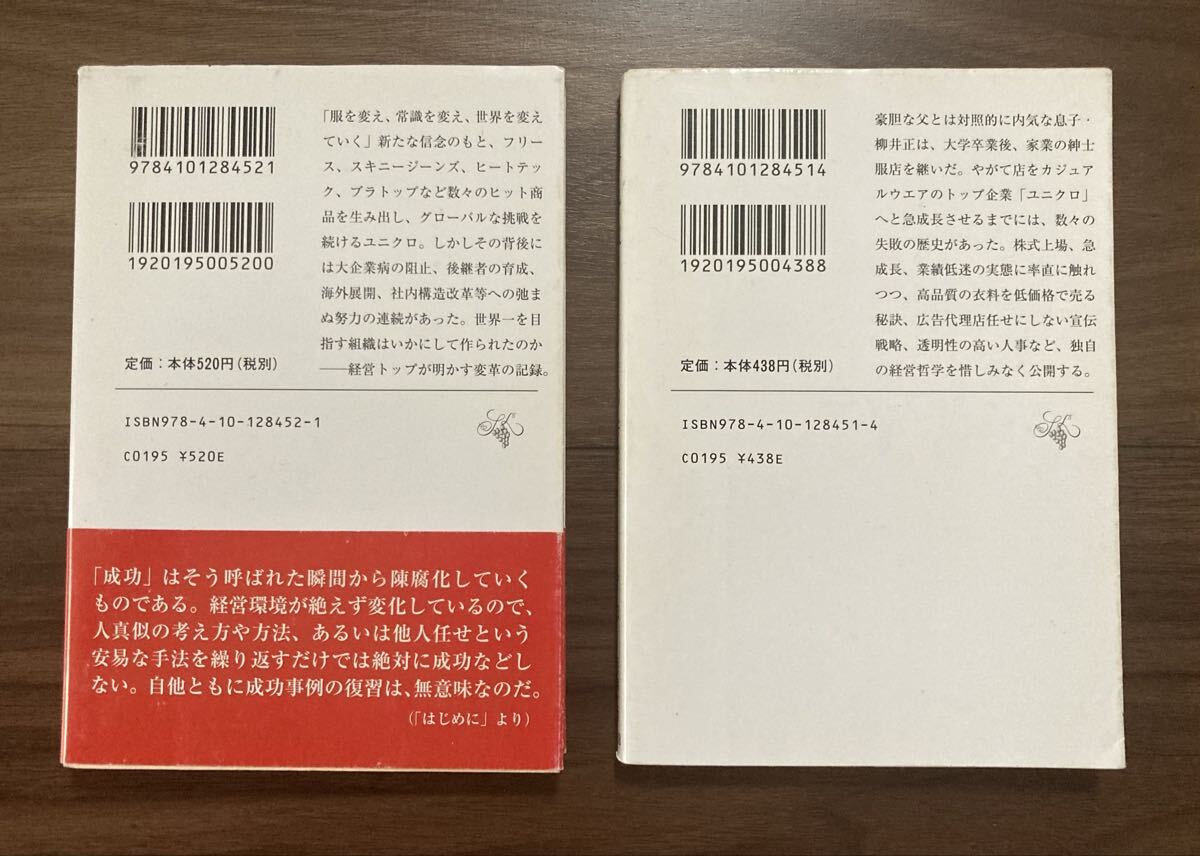 9784101284521
1920195005200
定価：本体520円（税別）
「服を変え、常識を変え、世界を変え
ていく」新たな信念のもと、フリー
ス、スキニージーンズ、ヒートテッ
ク、ブラトップなど数々のヒット商
品を生み出し、グローバルな挑戦を
続けるユニクロ。しかしその背後に
は大企業病の阻止、後継者の育成、
海外展開、社内構造改革等への弛ま
ぬ努力の連続があった。世界一を目
指す組織はいかにして作られたのか
――経営トップが明かす変革の記録。
ISBN978-4-10-128452-1
C0195 ¥520E
「成功」はそう呼ばれた瞬間から陳腐化していく
ものである。経営環境が絶えず変化しているので、
人真似の考え方や方法、あるいは他人任せという
安易な手法を繰り返すだけでは絶対に成功などし
ない。自他ともに成功事例の復習は、無意味なのだ。
（「はじめに」より）
9784101284514
1920195004388
定価：本体438円（税別）
豪胆な父とは対照的に内気な息子・
柳井正は、大学卒業後、家業の紳士
服店を継いだ。やがて店をカジュア
ルウエアのトップ企業「ユニクロ」
へと急成長させるまでには、数々の
失敗の歴史があった。株式上場、急
成長、業績低迷の実態に率直に触れ
つつ、高品質の衣料を低価格で売る
秘訣、広告代理店任せにしない宣伝
戦略、透明性の高い人事など、独自
の経営哲学を惜しみなく公開する。
ISBN978-4-10-128451-4
C0195 ¥438E